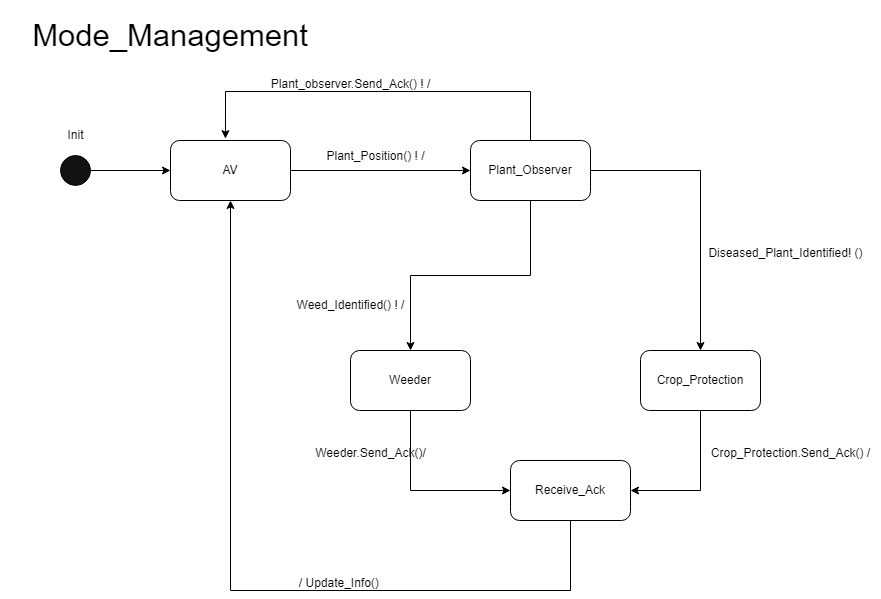 Mode_Management
Plant_observer.Send_Ack() ! /
Init
Plant_Position() ! /
AV
Plant_Observer
Diseased_Plant_Identified! ()
Weed_Identified() ! /
Weeder
Crop_Protection
Weeder.Send_Ack()/
Crop_Protection.Send_Ack() /
Receive_Ack
/ Update_Info()